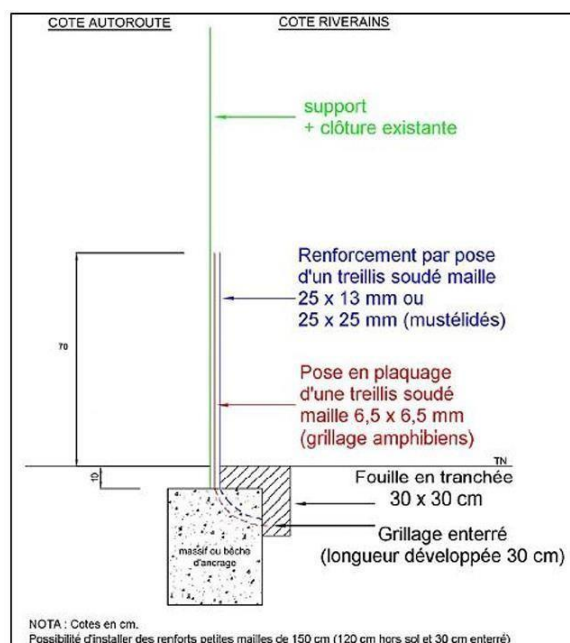 COTE AUTOROUTE
COTE RIVERAINS
support
+ clôture existante
Renforcement par pose
d'un treillis soudé maille
25 x 13 mm ou
25 x 25 mm (mustélidés)
70
Pose en plaquage
d'une treillis soudé
maille 6,5 x 6,5 mm
(grillage amphibiens)
TN
10
Fouille en tranchée
30 x 30 cm
Grillage enterré
(longueur développée 30 cm)
massif ou bêche
d'ancrage
NOTA : Cotes en cm.
Possibilité d'installer des renforts petites mailles de 150 cm (120 cm hors sol et 30 cm enterré)